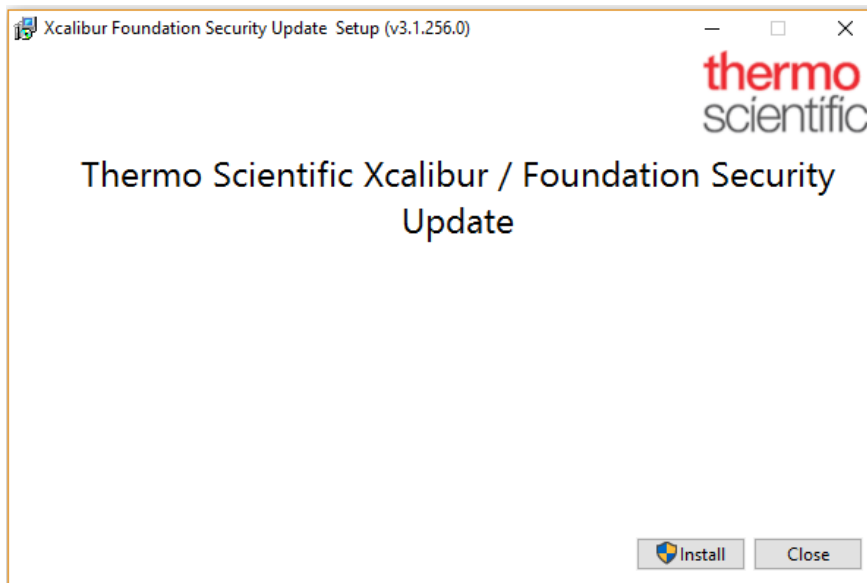 Xcalibur Foundation Security Update  Setup (v3.1.256.0)
thermo
scientific
Thermo Scientific Xcalibur / Foundation Security
Update
Install
Close